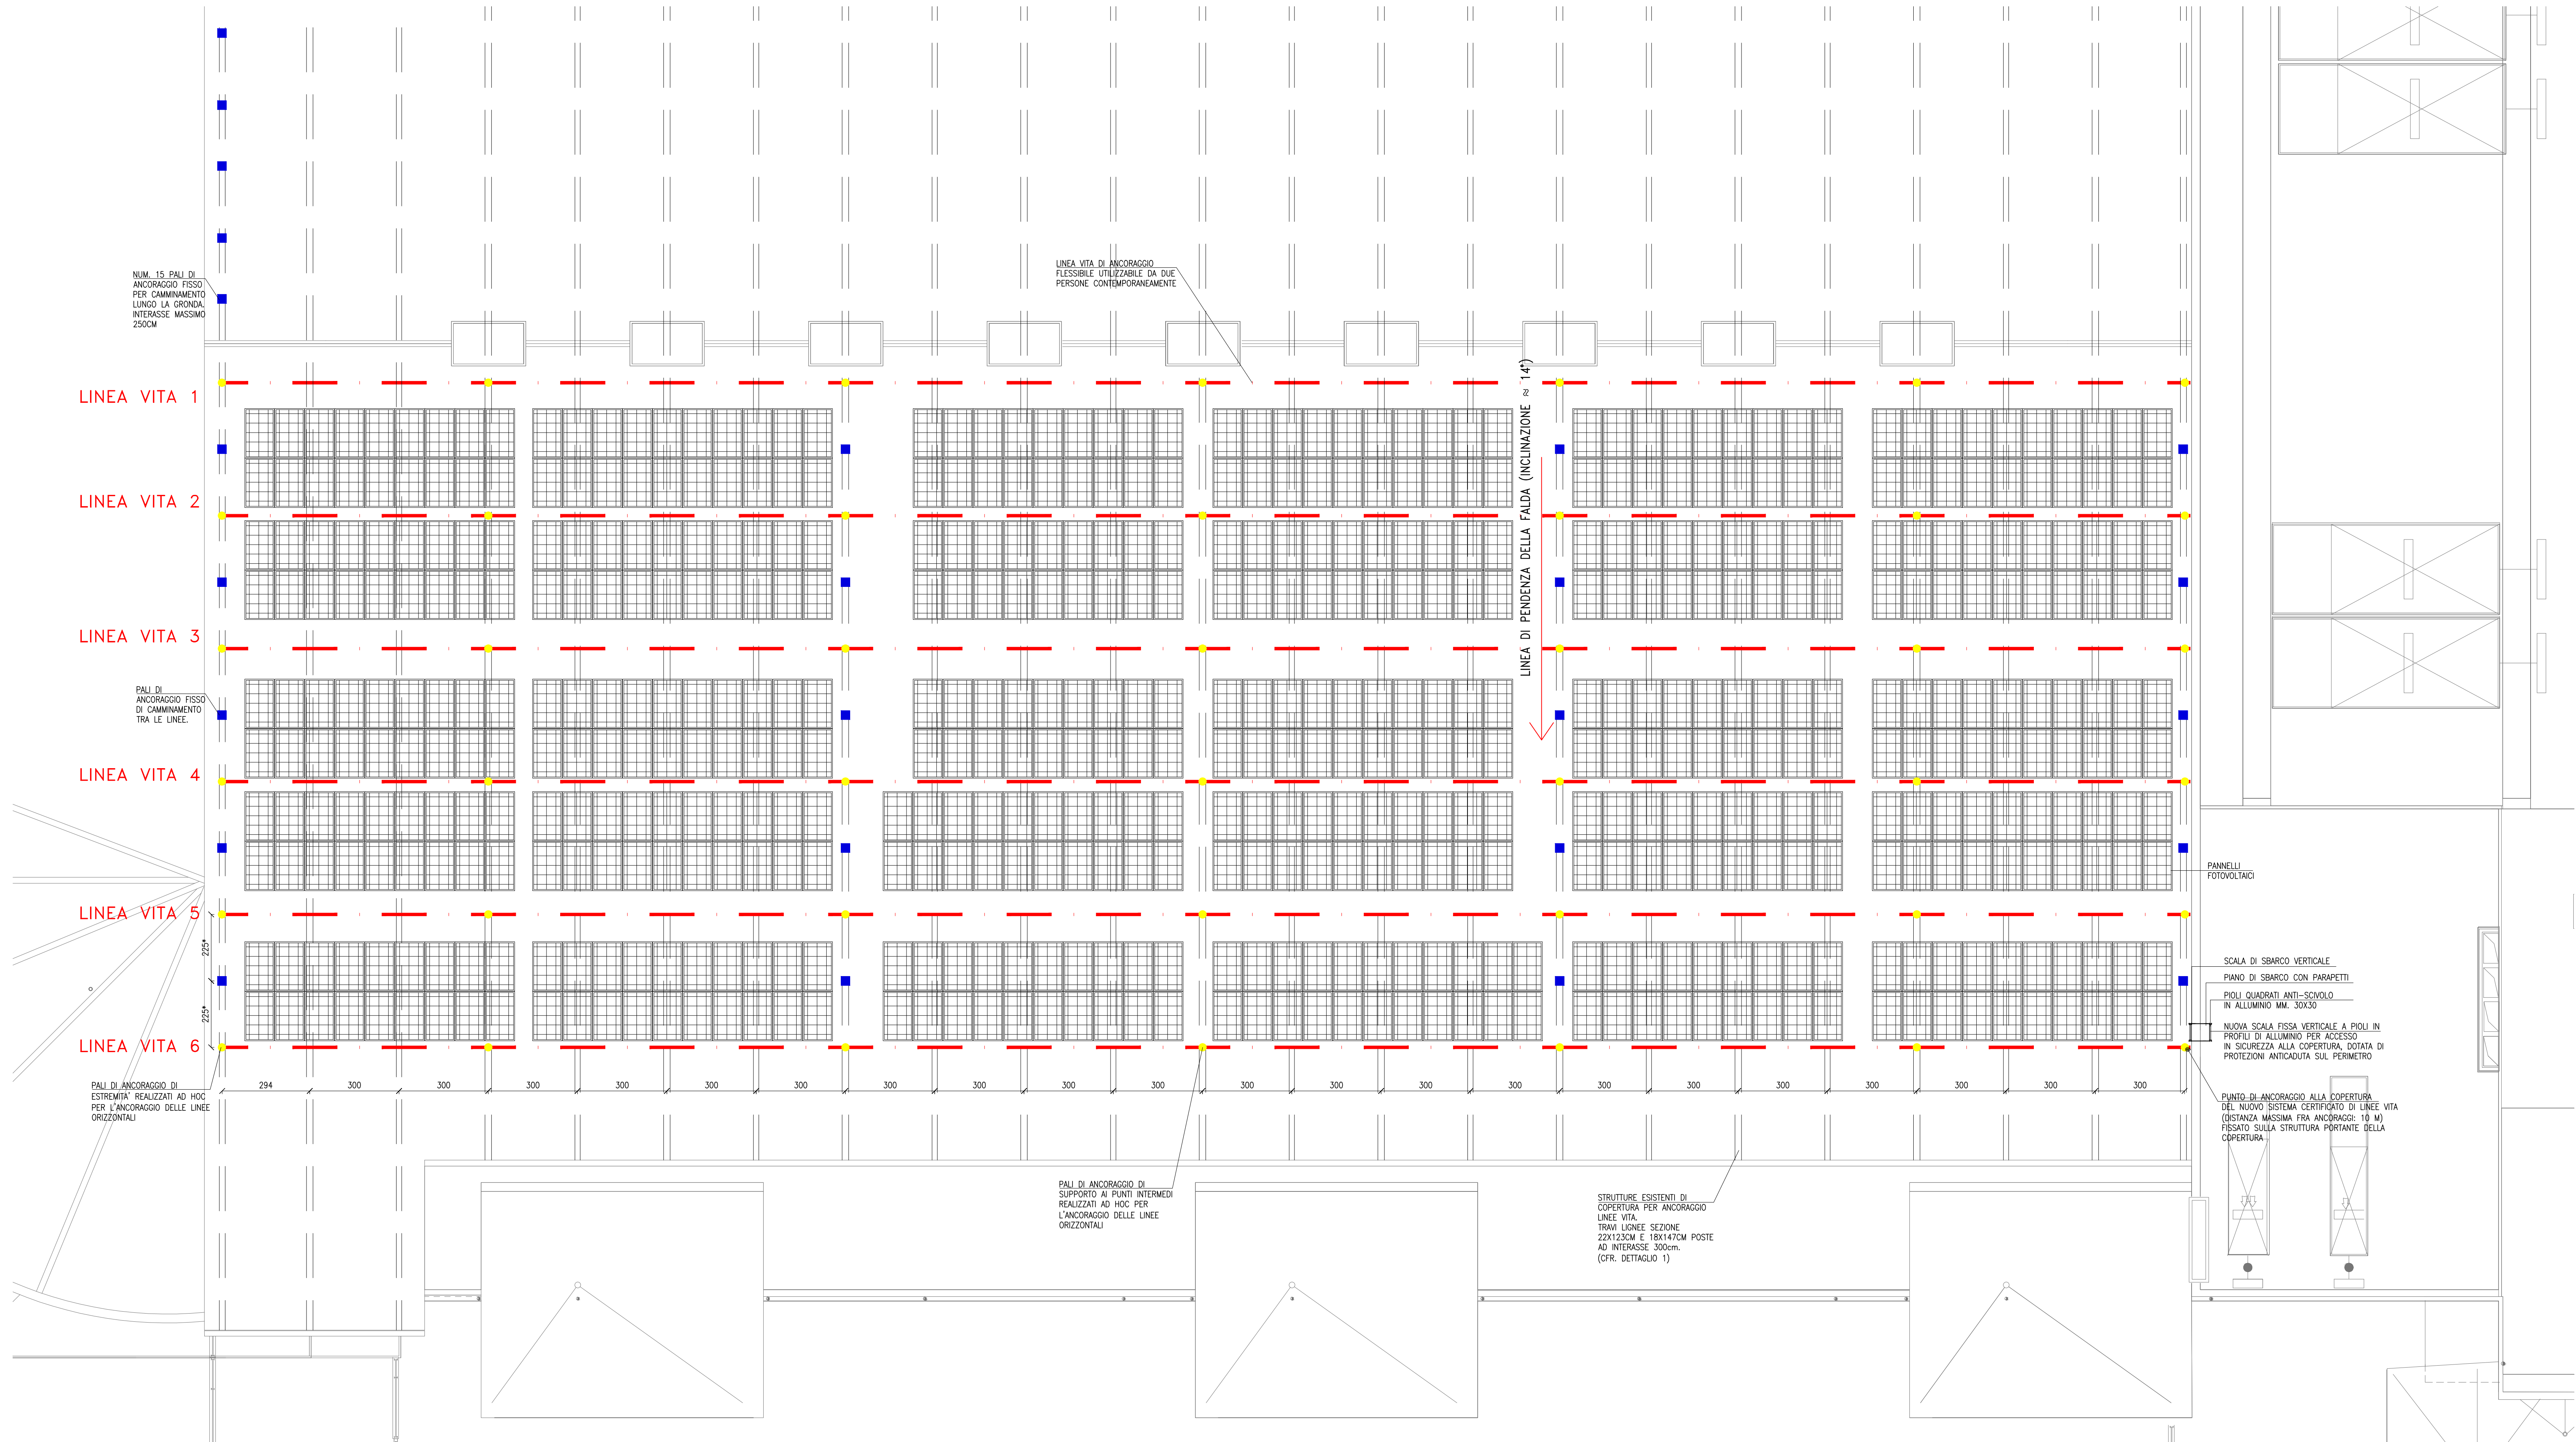 NUM. 15 PALI DI
ANCORAGGIO FISSO
PER CAMMINAMENTO
LUNGO LA GRONDA.
INTERASSE MASSIMO
250CM
LINEA VITA DI ANCORAGGIO
FLESSIBILE UTILIZZABILE DA DUE
PERSONE CONTEMPORANEAMENTE
LINEA DI PENDENZA DELLA FALDA (INCLINAZIONE ≈ 14°)
LINEA VITA 1
LINEA VITA 2
LINEA VITA 3
PALI DI
ANCORAGGIO FISSO
DI CAMMINAMENTO
TRA LE LINEE.
LINEA VITA 4
PANNELLI
FOTOVOLTAICI
LINEA VITA 5
225*
225*
LINEA VITA 6
SCALA DI SBARCO VERTICALE
PIANO DI SBARCO CON PARAPETTI
PIOLI QUADRATI ANTI-SCIVOLO
IN ALLUMINIO MM. 30X30
NUOVA SCALA FISSA VERTICALE A PIOLI IN
PROFILI DI ALLUMINIO PER ACCESSO
IN SICUREZZA ALLA COPERTURA, DOTATA DI
PROTEZIONI ANTICADUTA SUL PERIMETRO
294 300 300 300 300 300 300 300 300 300 300 300 300 300 300 300 300 300 300 300 300 300
PALI DI ANCORAGGIO DI
ESTREMITA' REALIZZATI AD HOC
PER L'ANCORAGGIO DELLE LINEE
ORIZZONTALI
PUNTO DI ANCORAGGIO ALLA COPERTURA
DEL NUOVO SISTEMA CERTIFICATO DI LINEE VITA
(DISTANZA MASSIMA FRA ANCORAGGI: 10 M)
FISSATO SULLA STRUTTURA PORTANTE DELLA
COPERTURA
PALI DI ANCORAGGIO DI
SUPPORTO AI PUNTI INTERMEDI
REALIZZATI AD HOC PER
L'ANCORAGGIO DELLE LINEE
ORIZZONTALI
STRUTTURE ESISTENTI DI
COPERTURA PER ANCORAGGIO
LINEE VITA.
TRAVI LIGNEE SEZIONE
22X123CM E 18X147CM POSTE
AD INTERASSE 300cm.
(CFR. DETTAGLIO 1)